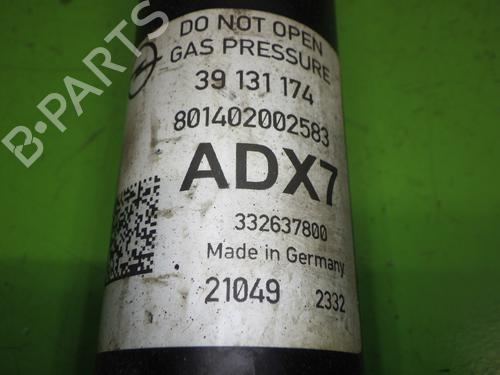 DO NOT OPEN
GAS PRESSURE
39 131 174
801402002583
ADX7
332637800
Made in Germany
21049 2332
B-PARTS